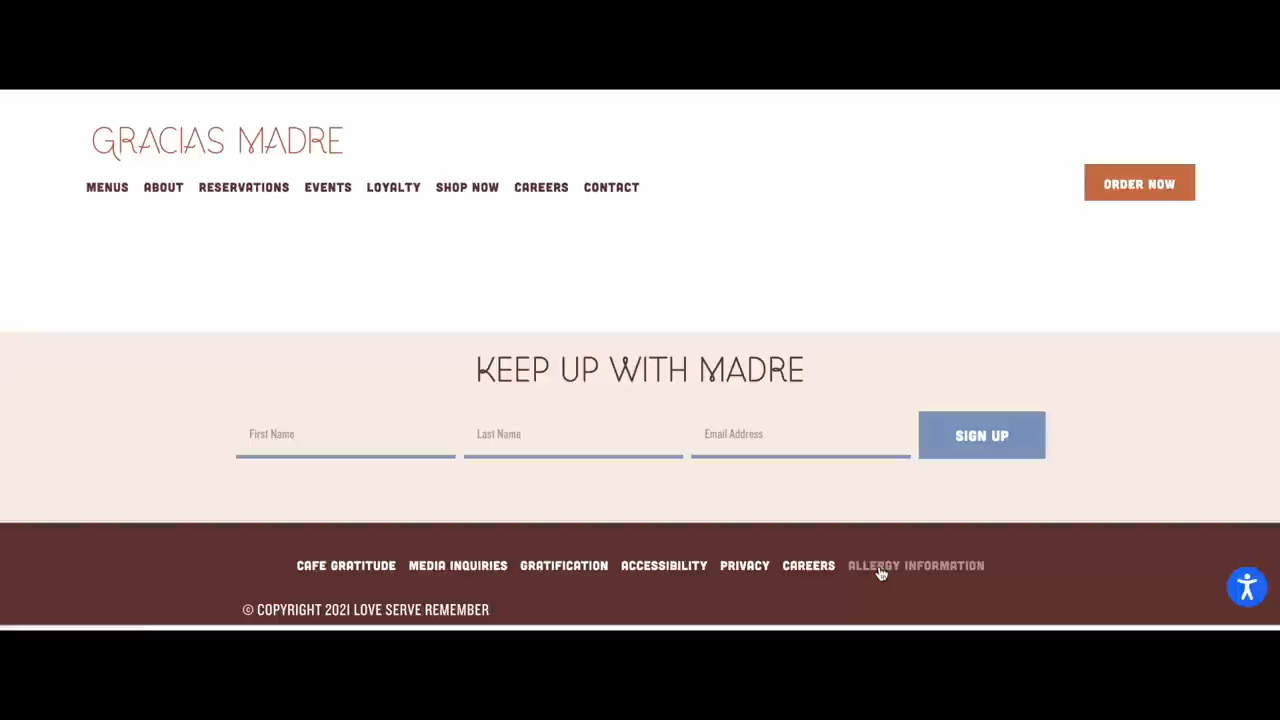 GRACIAS MADRE
MENUS ABOUT RESERVATIONS EVENTS LOYALTY SHOP NOW CAREERS CONTACT
ORDER NOW
KEEP UP WITH MADRE
First Name Last Name Email Address SIGN UP
CAFE GRATITUDE MEDIA INQUIRIES GRATIFICATION ACCESSIBILITY PRIVACY CAREERS ALLERGY INFORMATION
© COPYRIGHT 2021 LOVE SERVE REMEMBER